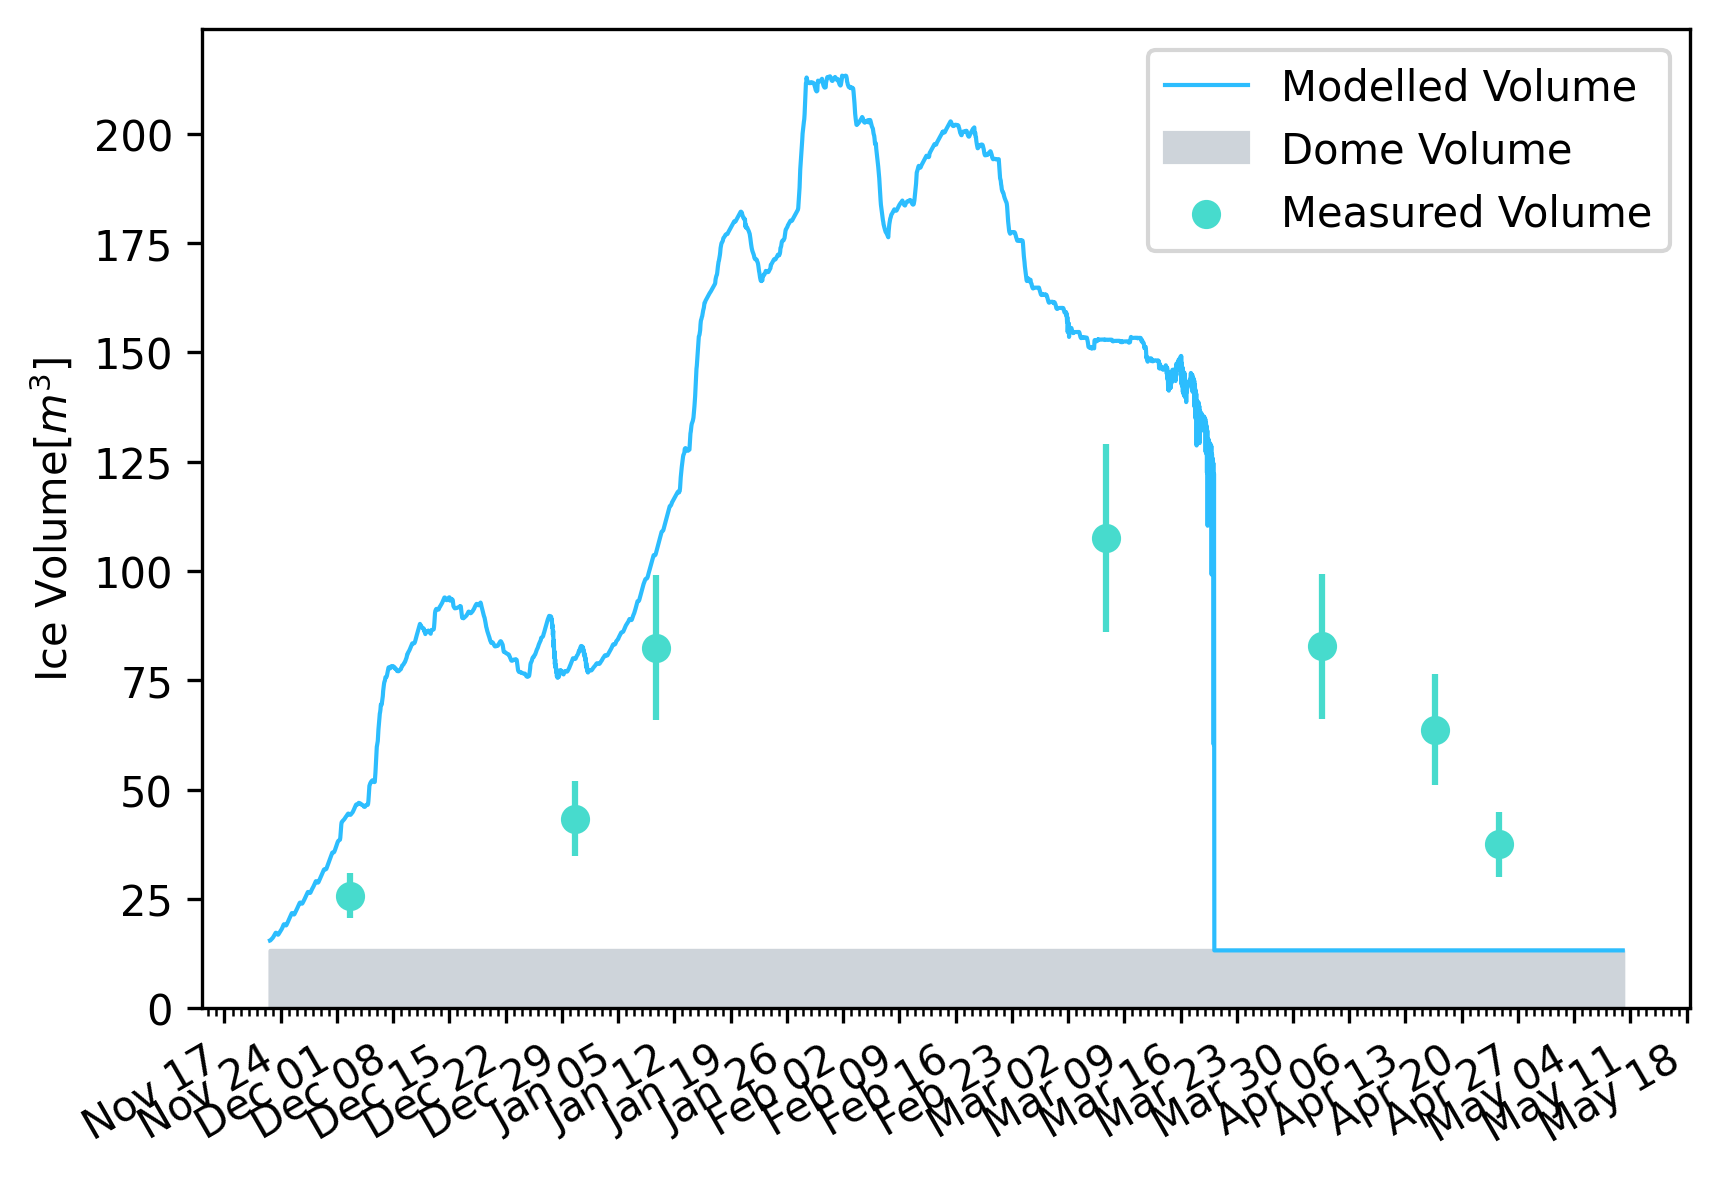 Modelled Volume
Dome Volume
Measured Volume
Ice Volume[m³]
200
175
150
125
100
75
50
25
0
Nov 17
Nov 24
Dec 01
Dec 08
Dec 15
Dec 22
Dec 29
Jan 05
Jan 12
Jan 19
Jan 26
Feb 02
Feb 09
Feb 16
Feb 23
Mar 02
Mar 09
Mar 16
Mar 23
Mar 30
Apr 06
Apr 13
Apr 20
Apr 27
May 04
May 11
May 18